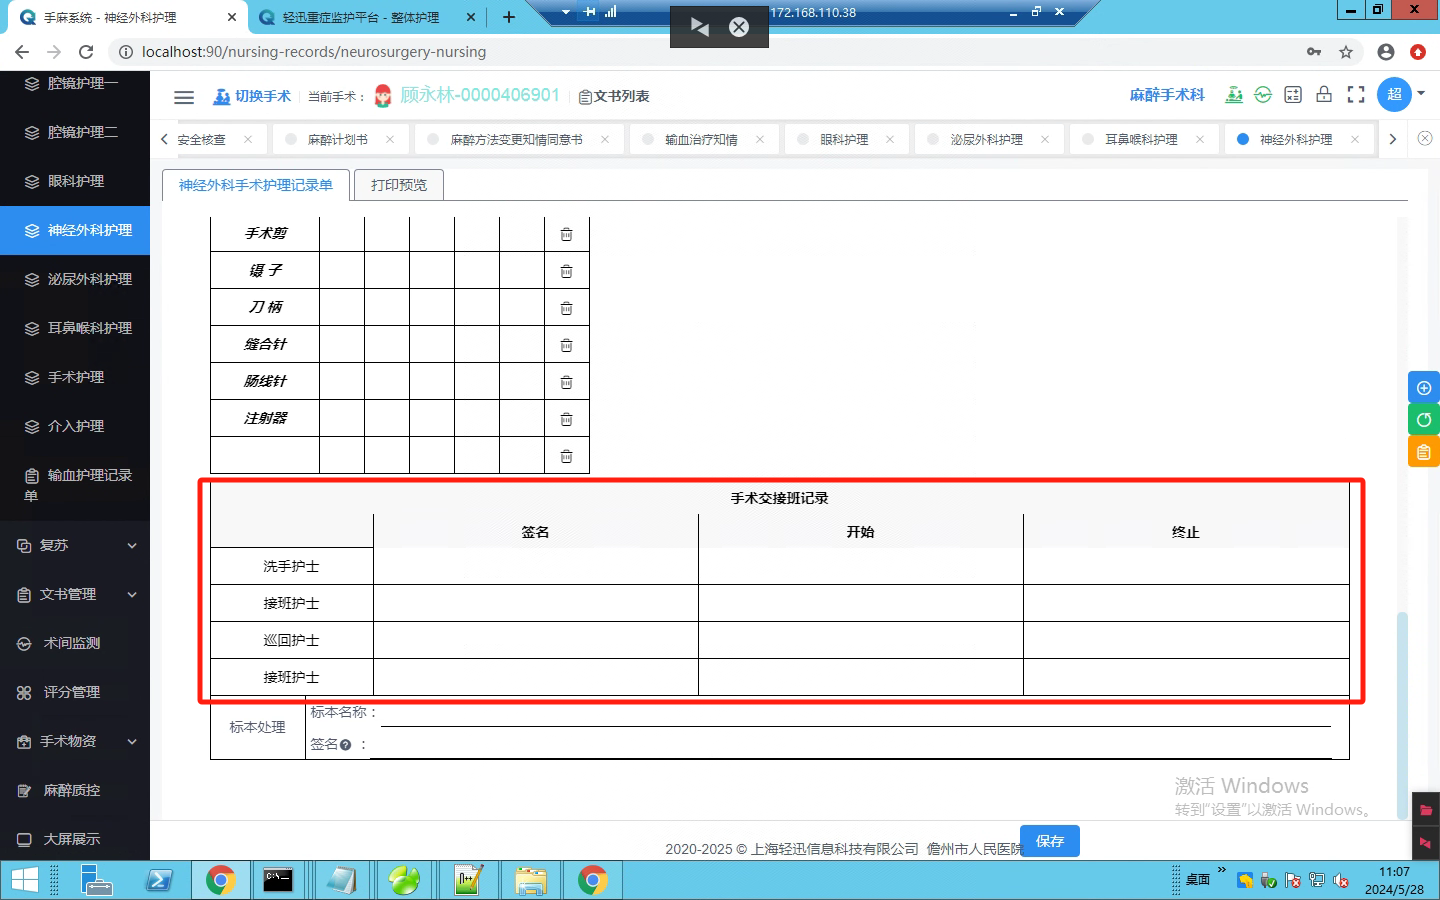 手麻系统 - 神经外科护理
轻迅重症监护平台 - 整体护理
172.168.110.38
localhost:90/nursing-records/neurosurgery-nursing
腔镜护理一
腔镜护理二
眼科护理
神经外科护理
泌尿外科护理
耳鼻喉科护理
手术护理
介入护理
输血护理记录
单
复苏
文书管理
术间监测
评分管理
手术物资
麻醉质控
大屏展示
切换手术 当前手术： 顾永林-0000406901 文书列表 麻醉手术科 超
安全核查 麻醉计划书 麻醉方法变更知情同意书 输血治疗知情 眼科护理 泌尿外科护理 耳鼻喉科护理 神经外科护理
神经外科手术护理记录单 打印预览
手术剪
镊 子
刀 柄
缝合针
肠线针
注射器
手术交接班记录
签名 开始 终止
洗手护士
接班护士
巡回护士
接班护士
标本处理
标本名称：
签名 ：
激活 Windows
转到“设置”以激活 Windows。
2020-2025 © 上海轻迅信息科技有限公司 儋州市人民医院
保存
桌面
11:07
2024/5/28